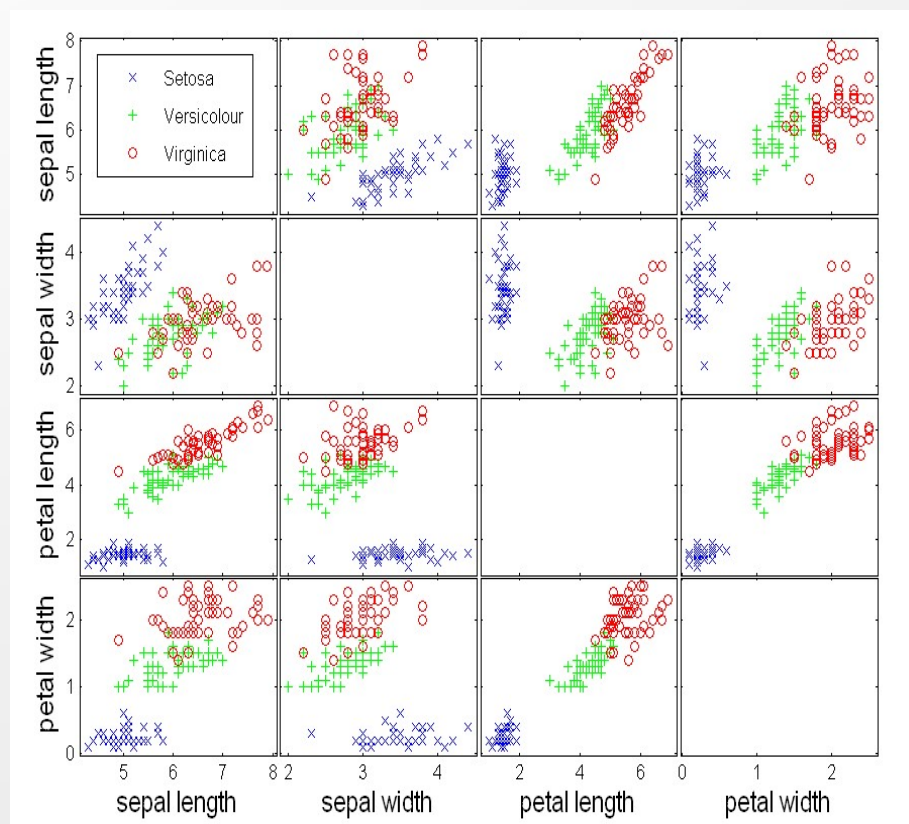 Setosa
Versicolour
Virginica
sepal length
8
7
6
5
sepal width
4
3
2
petal length
6
4
2
petal width
2
1
0
5 6 7 8 2 3 4 2 4 6 0 1 2
sepal length sepal width petal length petal width